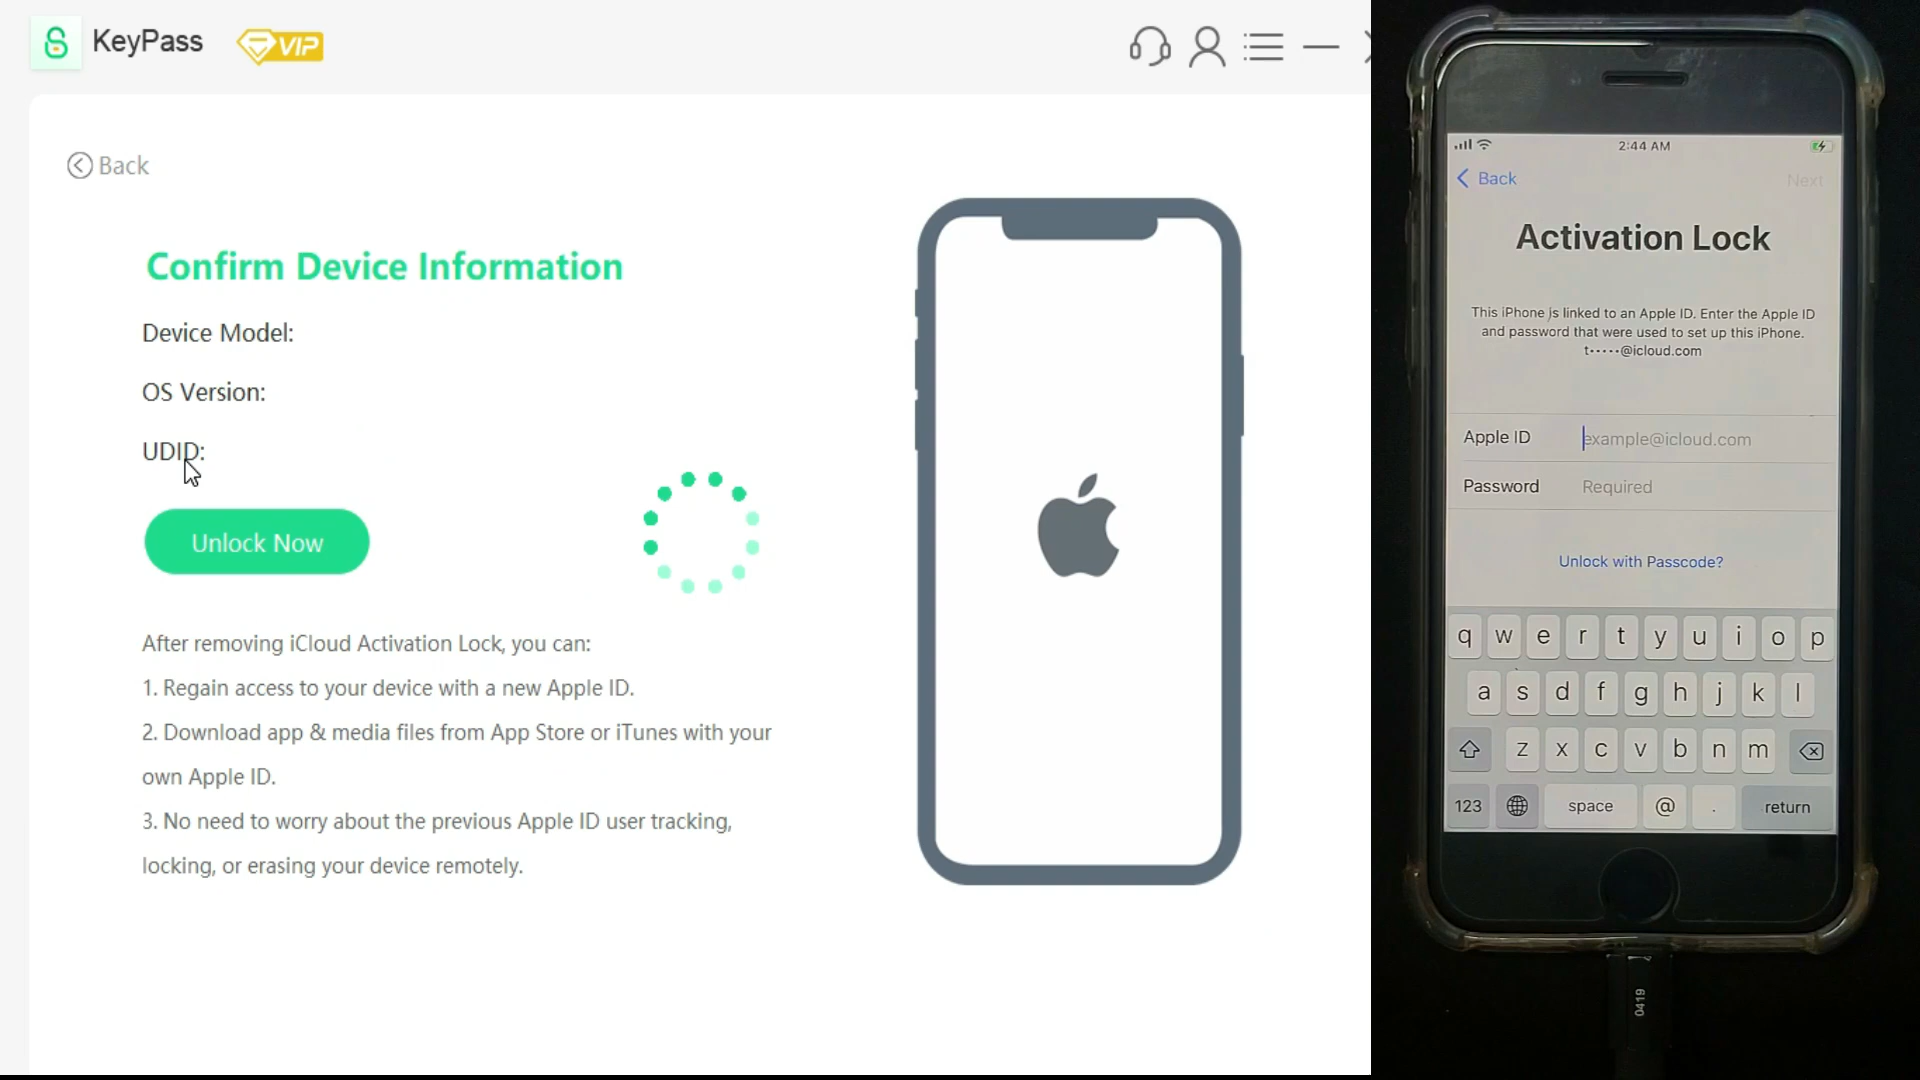 KeyPass
VIP
Back
Confirm Device Information
Device Model:
OS Version:
UDID:
Unlock Now
After removing iCloud Activation Lock, you can:
1. Regain access to your device with a new Apple ID.
2. Download app & media files from App Store or iTunes with your
own Apple ID.
3. No need to worry about the previous Apple ID user tracking,
locking, or erasing your device remotely.
2:44 AM
Back
Next
Activation Lock
This iPhone is linked to an Apple ID. Enter the Apple ID
and password that were used to set up this iPhone.
t•••••@icloud.com
Apple ID example@icloud.com
Password Required
Unlock with Passcode?
q w e r t y u i o p
a s d f g h j k l
z x c v b n m
123 space @ . return
0419